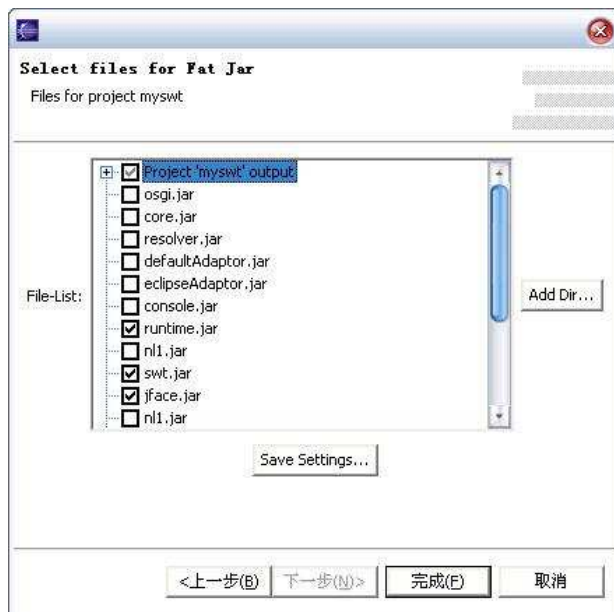 Select files for Fat Jar
Files for project myswt
Project 'myswt' output
osgi.jar
core.jar
resolver.jar
defaultAdaptor.jar
eclipseAdaptor.jar
File-List:
Add Dir...
console.jar
runtime.jar
nl1.jar
swt.jar
jface.jar
nl1.jar
Save Settings...
<上一步(B) 下一步(N)> 完成(F) 取消